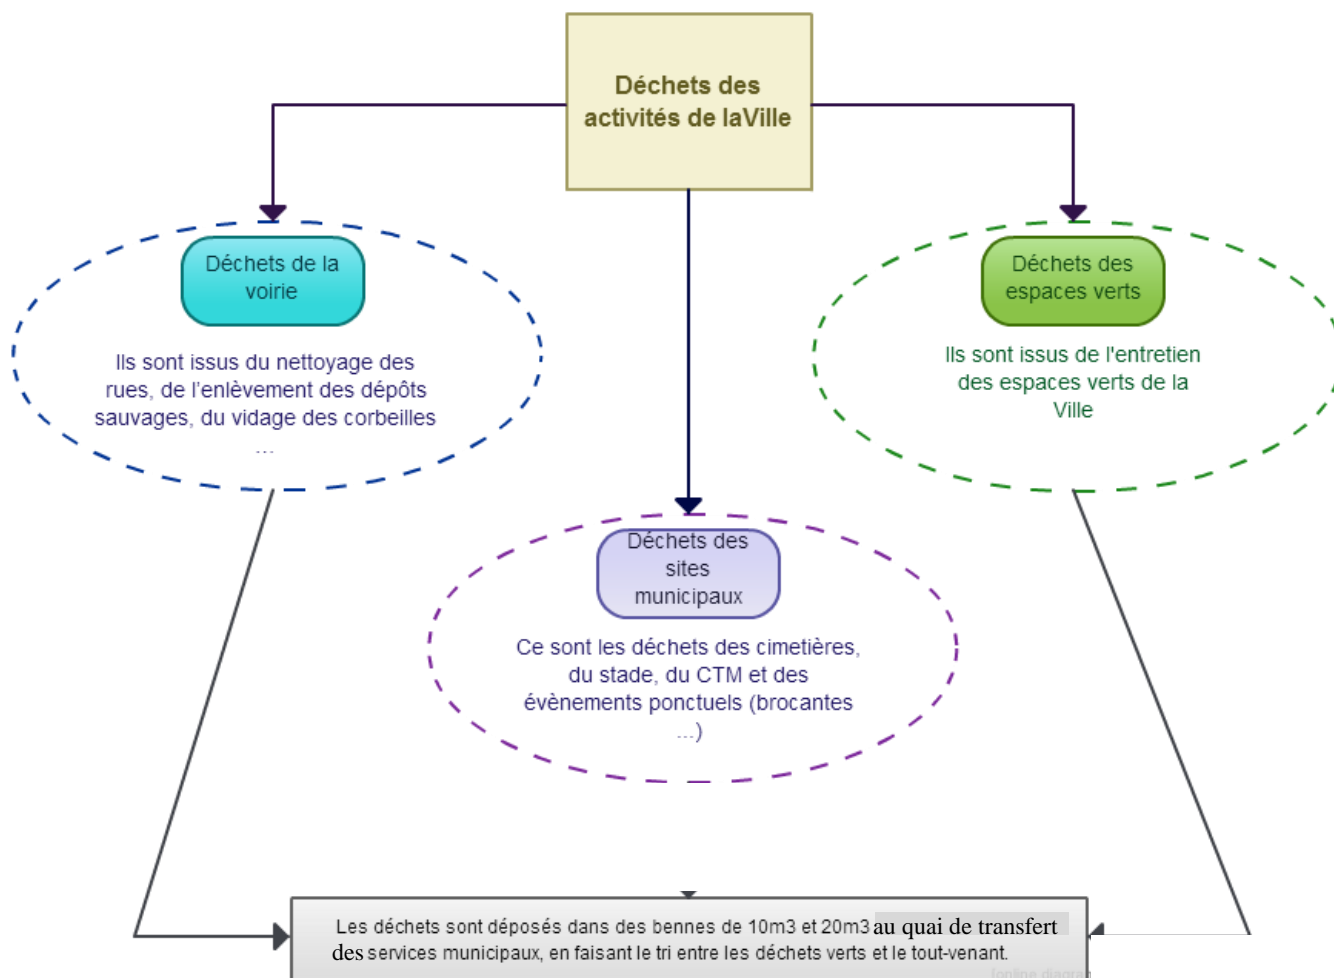 Déchets des
activités de laVille
Déchets de la
voirie
Ils sont issus du nettoyage des
rues, de l'enlèvement des dépôts
sauvages, du vidage des corbeilles
...
Déchets des
espaces verts
Ils sont issus de l'entretien
des espaces verts de la
Ville
Déchets des
sites
municipaux
Ce sont les déchets des cimetières,
du stade, du CTM et des
évènements ponctuels (brocantes
...)
Les déchets sont déposés dans des bennes de 10m3 et 20m3 au quai de transfert
des services municipaux, en faisant le tri entre les déchets verts et le tout-venant.
[online diagra